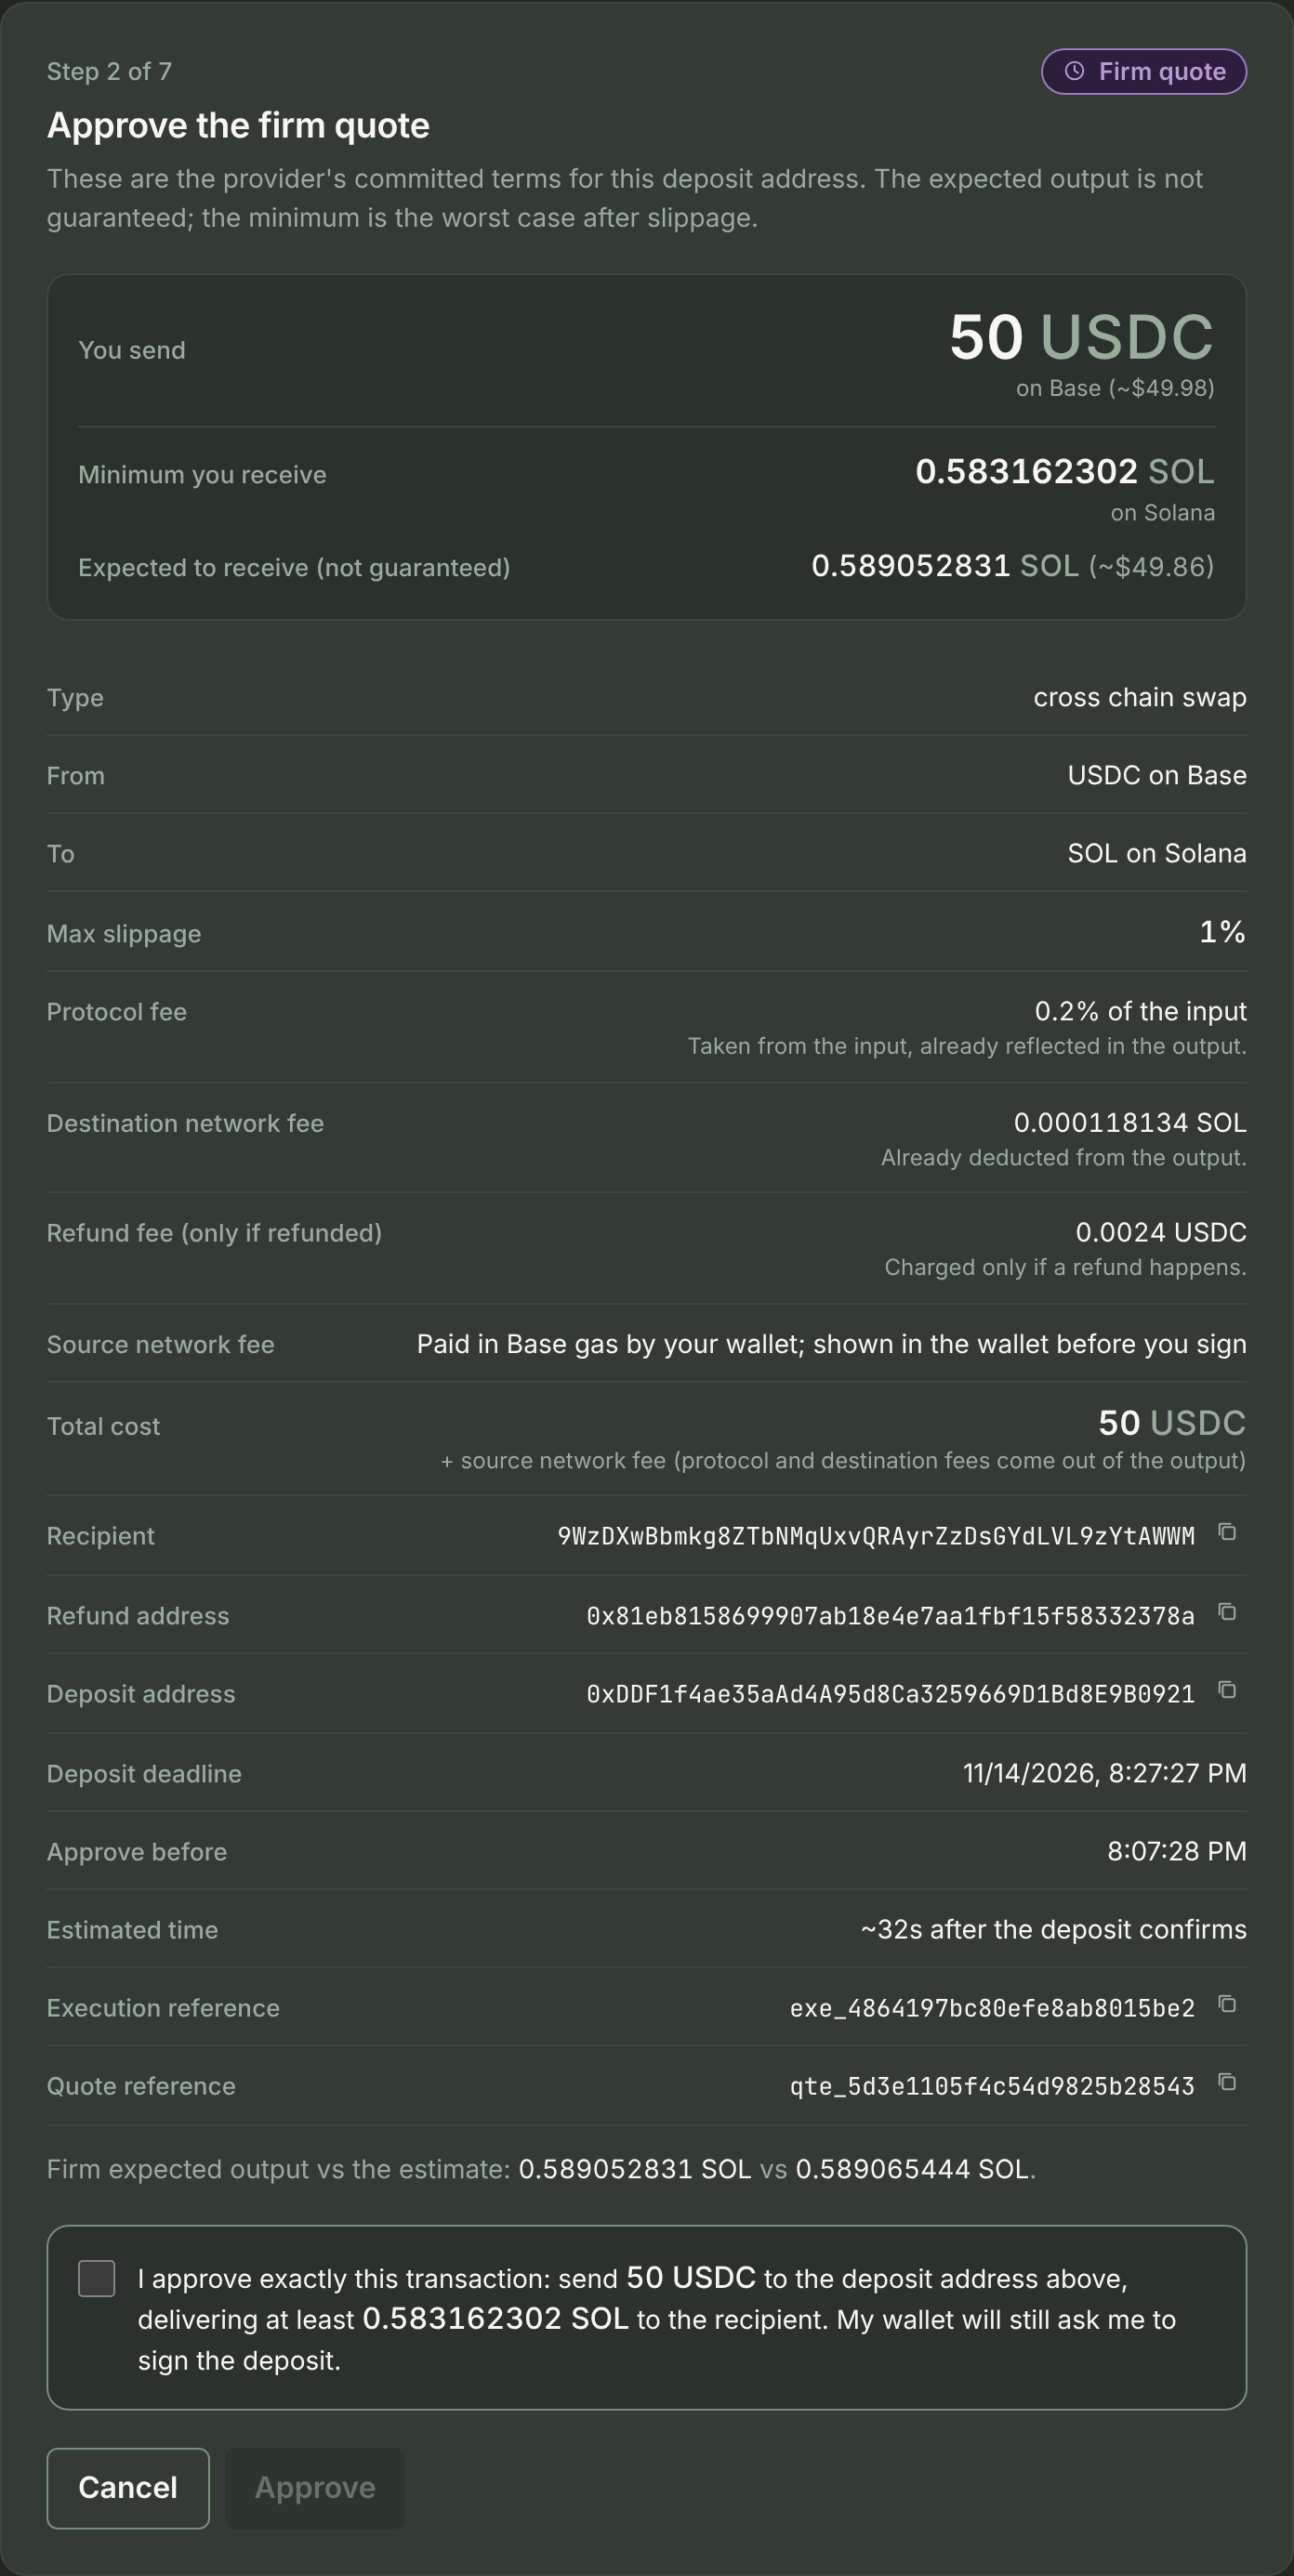 Step 2 of 7
Firm quote
Approve the firm quote
These are the provider's committed terms for this deposit address. The expected output is not
guaranteed; the minimum is the worst case after slippage.
You send
50 USDC
on Base (~$49.98)
Minimum you receive
0.583162302 SOL
on Solana
Expected to receive (not guaranteed)
0.589052831 SOL (~$49.86)
Type
cross chain swap
From
USDC on Base
To
SOL on Solana
Max slippage
1%
Protocol fee
0.2% of the input
Taken from the input, already reflected in the output.
Destination network fee
0.000118134 SOL
Already deducted from the output.
Refund fee (only if refunded)
0.0024 USDC
Charged only if a refund happens.
Source network fee
Paid in Base gas by your wallet; shown in the wallet before you sign
Total cost
50 USDC
+ source network fee (protocol and destination fees come out of the output)
Recipient
9WzDXwBbmkg8ZTbNMqUxvQRAyrZzDsGYdLVL9zYtAWWM
Refund address
0x81eb8158699907ab18e4e7aa1fbf15f58332378a
Deposit address
0xDDF1f4ae35aAd4A95d8Ca3259669D1Bd8E9B0921
Deposit deadline
11/14/2026, 8:27:27 PM
Approve before
8:07:28 PM
Estimated time
~32s after the deposit confirms
Execution reference
exe_4864197bc80efe8ab8015be2
Quote reference
qte_5d3e1105f4c54d9825b28543
Firm expected output vs the estimate: 0.589052831 SOL vs 0.589065444 SOL.
I approve exactly this transaction: send 50 USDC to the deposit address above,
delivering at least 0.583162302 SOL to the recipient. My wallet will still ask me to
sign the deposit.
Cancel
Approve